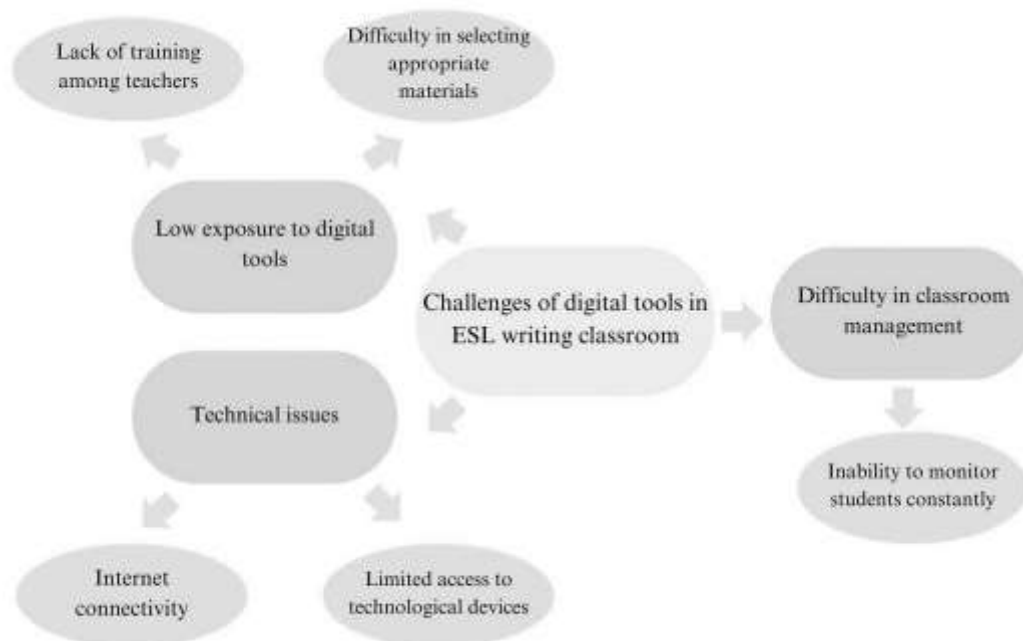 Lack of training
among teachers
Difficulty in selecting
appropriate
materials
Low exposure to digital
tools
Challenges of digital tools in
ESL writing classroom
Difficulty in classroom
management
Technical issues
Inability to monitor
students constantly
Internet
connectivity
Limited access to
technological devices